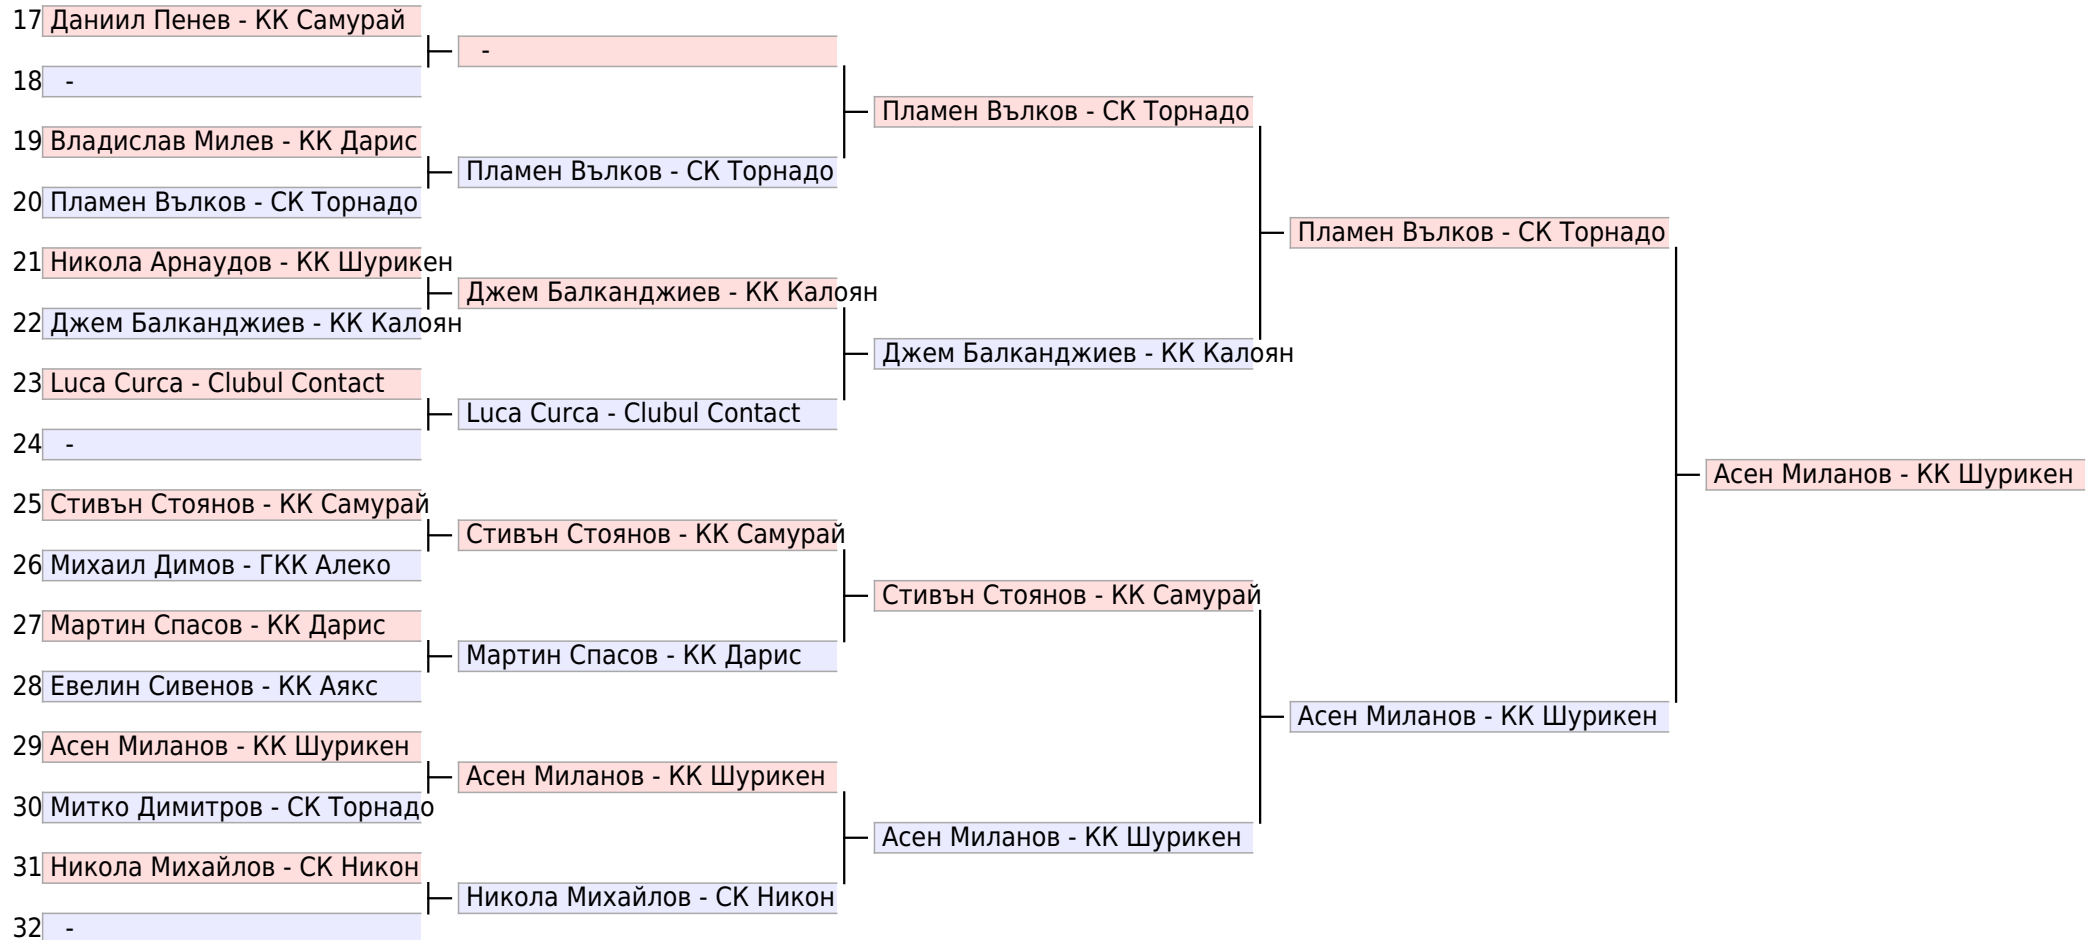 17 Даниил Пенев - КК Самурай
18 -
19 Владислав Милев - КК Дарис
20 Пламен Вълков - СК Торнадо
21 Никола Арнаудов - КК Шурикен
22 Джем Балканджиев - КК Калоян
23 Luca Curca - Clubul Contact
24 -
25 Стивън Стоянов - КК Самурай
26 Михаил Димов - ГКК Алеко
27 Мартин Спасов - КК Дарис
28 Евелин Сивенов - КК Аякс
29 Асен Миланов - КК Шурикен
30 Митко Димитров - СК Торнадо
31 Никола Михайлов - СК Никон
32 -
-
Пламен Вълков - СК Торнадо
Джем Балканджиев - КК Калоян
Luca Curca - Clubul Contact
Стивън Стоянов - КК Самурай
Мартин Спасов - КК Дарис
Асен Миланов - КК Шурикен
Никола Михайлов - СК Никон
Пламен Вълков - СК Торнадо
Джем Балканджиев - КК Калоян
Стивън Стоянов - КК Самурай
Асен Миланов - КК Шурикен
Пламен Вълков - СК Торнадо
Асен Миланов - КК Шурикен
Асен Миланов - КК Шурикен